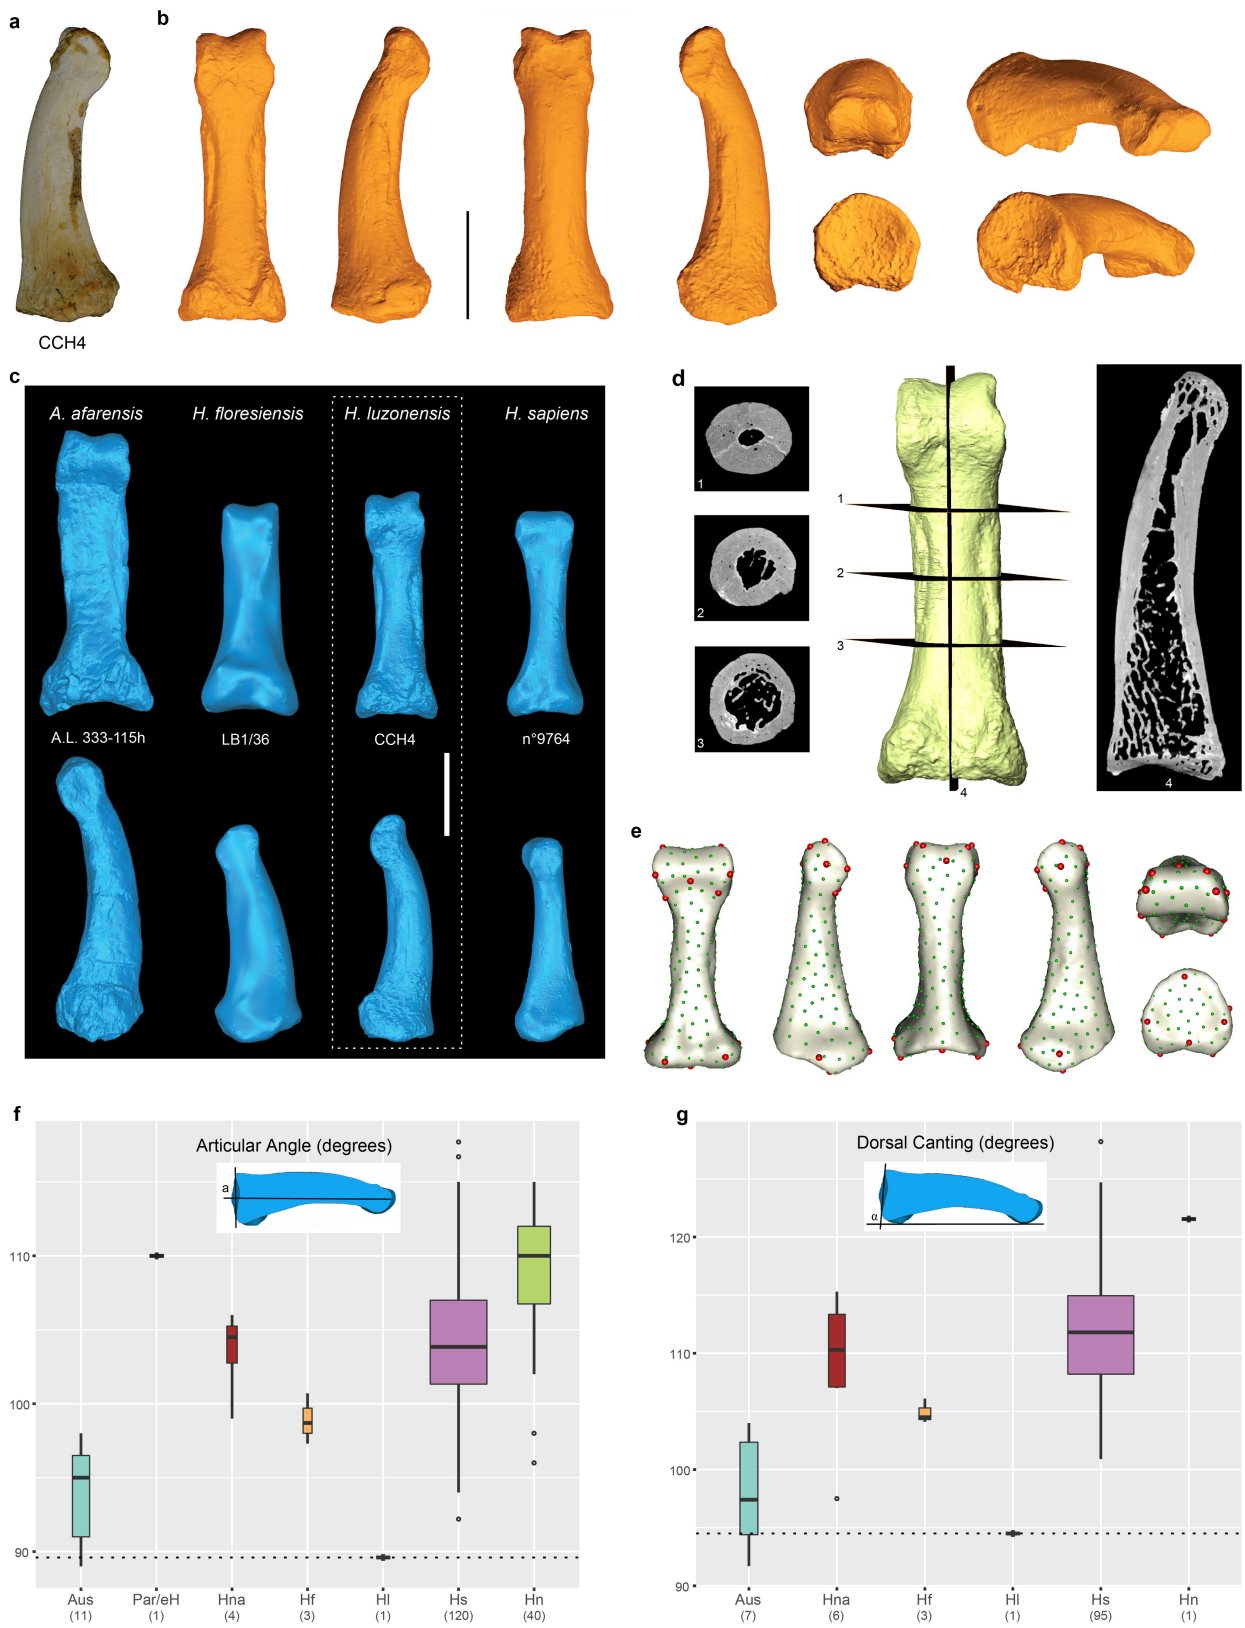 a
b
CCH4
c
A. afarensis H. floresiensis H. luzonensis H. sapiens
A.L. 333-115h LB1/36 CCH4 n°9764
d
1
2
3
1
2
3
4
4
e
f
Articular Angle (degrees)
a
110
100
90
Aus Par/eH Hna Hf Hl Hs Hn
(11) (1) (4) (3) (1) (120) (40)
g
Dorsal Canting (degrees)
α
120
110
100
90
Aus Hna Hf Hl Hs Hn
(7) (6) (3) (1) (95) (1)